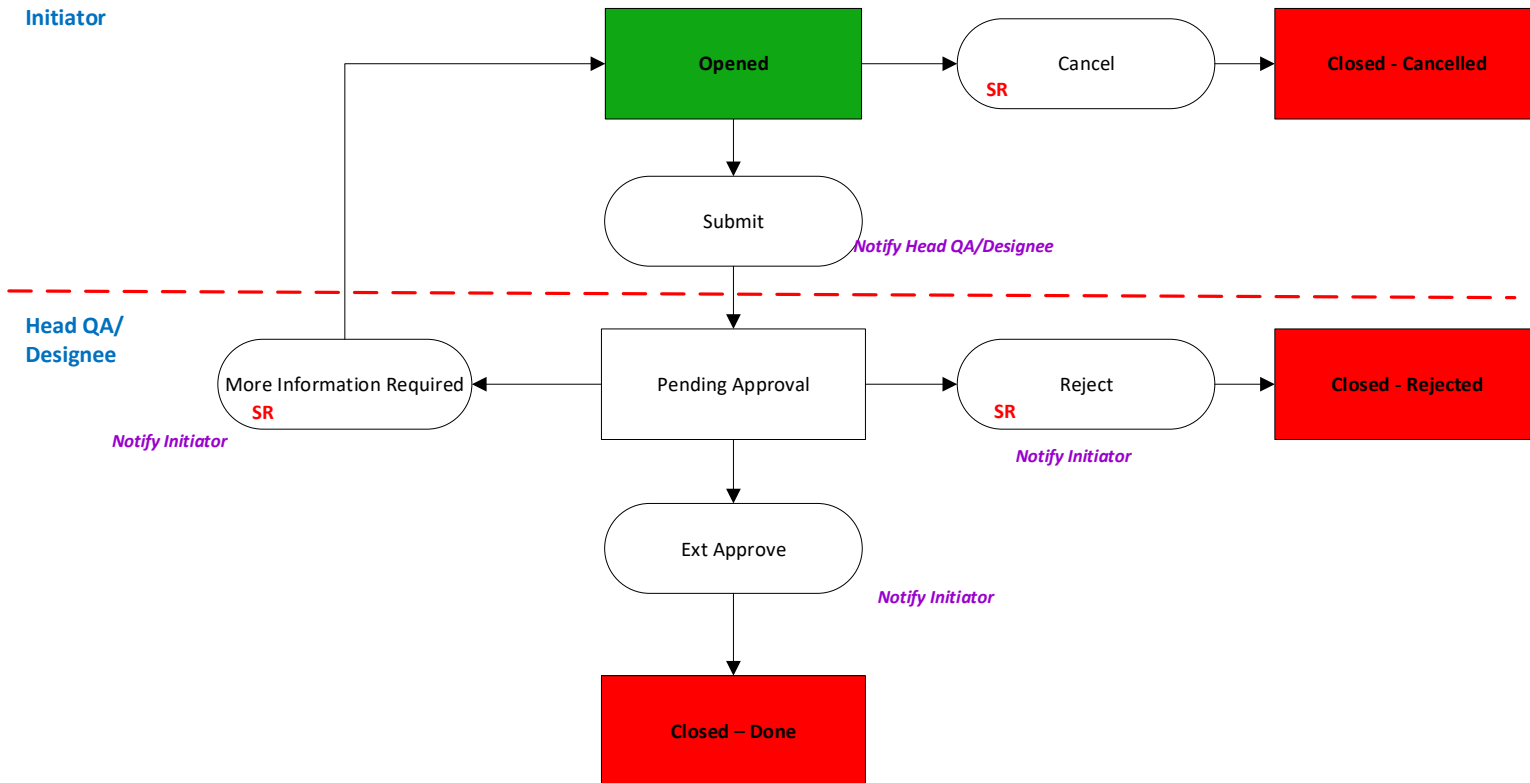 Initiator
Opened
Cancel
SR
Closed - Cancelled
Submit
Notify Head QA/Designee
Head QA/
Designee
More Information Required
SR
Notify Initiator
Pending Approval
Reject
SR
Notify Initiator
Closed - Rejected
Ext Approve
Notify Initiator
Closed – Done